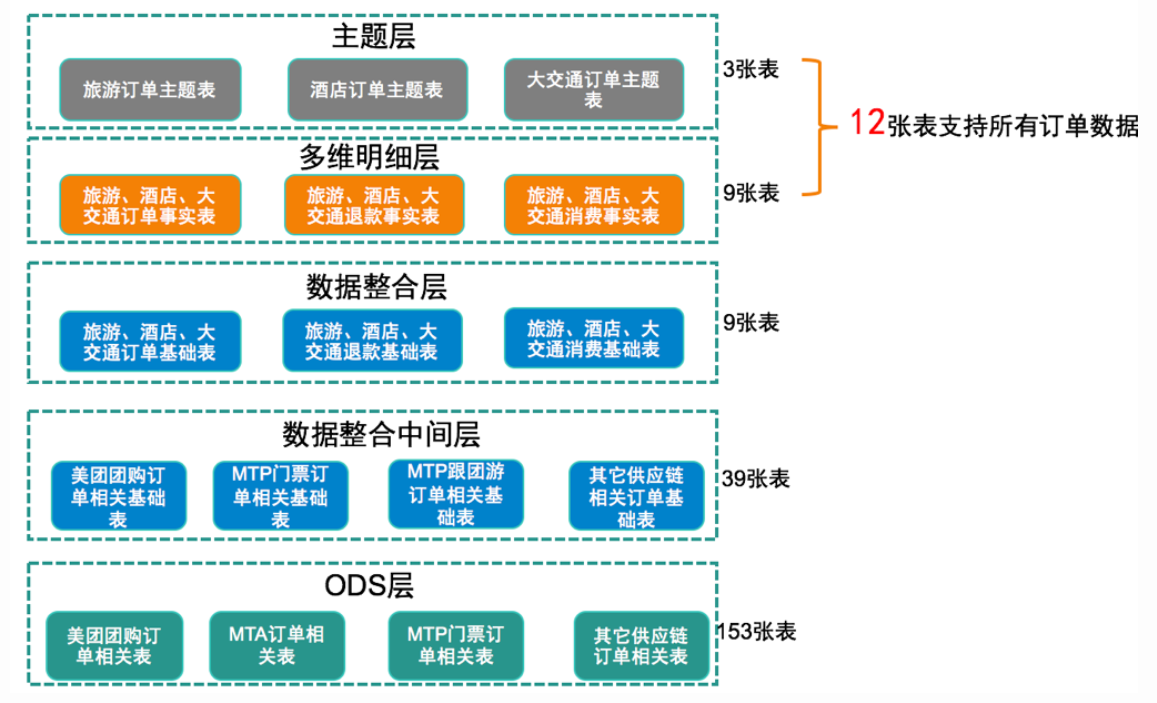 主题层
旅游订单主题表
酒店订单主题表
大交通订单主题
表
3张表
12张表支持所有订单数据
多维明细层
旅游、酒店、大
交通订单事实表
旅游、酒店、大
交通退款事实表
旅游、酒店、大
交通消费事实表
9张表
数据整合层
旅游、酒店、大
交通订单基础表
旅游、酒店、大
交通退款基础表
旅游、酒店、大
交通消费基础表
9张表
数据整合中间层
美团团购订
单相关基础
表
MTP门票订
单相关基础
表
MTP跟团游
订单相关基
础表
其它供应链
相关订单基
础表
39张表
ODS层
美团团购订
单相关表
MTA订单相
关表
MTP门票订
单相关表
其它供应链
订单相关表
153张表